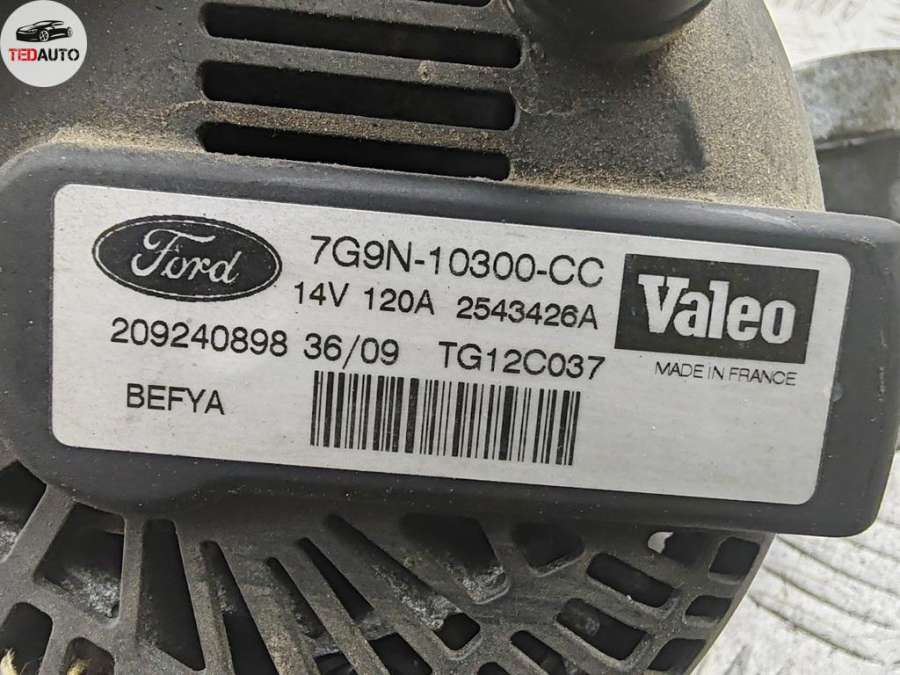 TEDAUTO
Ford
7G9N-10300-CC
14V 120A 2543426A
Valeo
209240898 36/09 TG12C037
MADE IN FRANCE
BEFYA